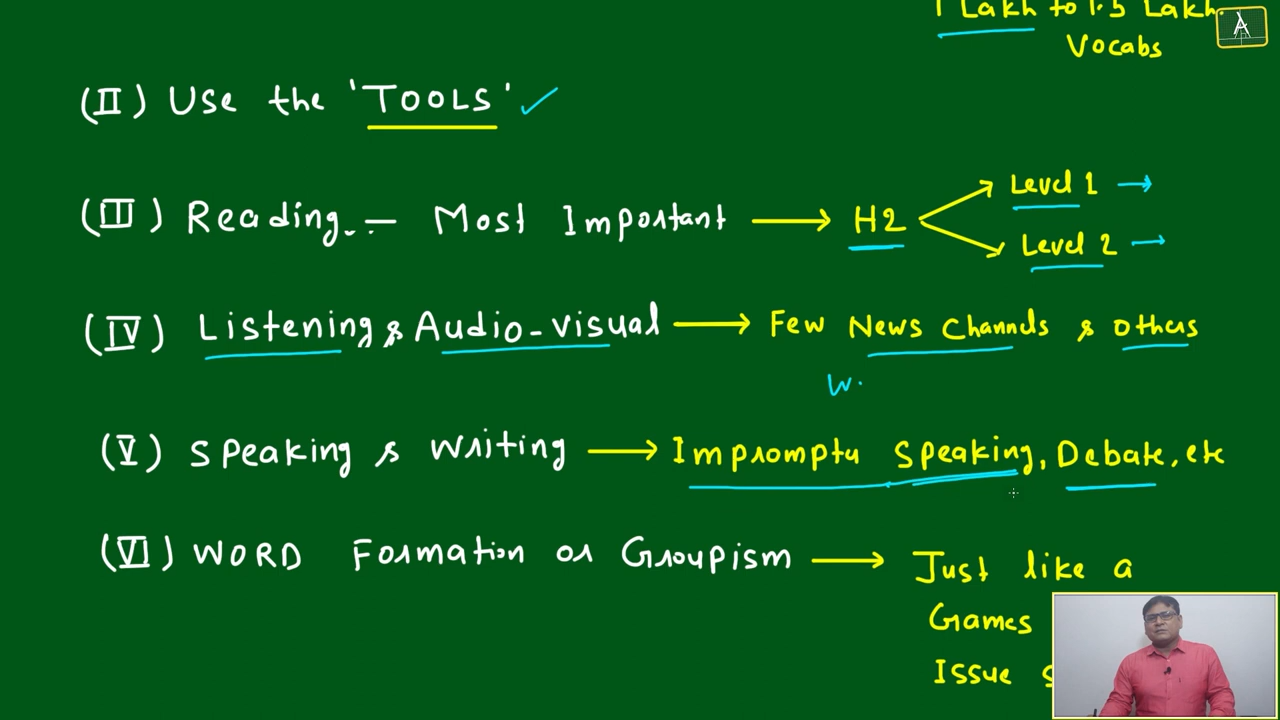 1 Lakh to 1.5 Lakh
Vocabs
(II) Use the 'TOOLS'
(III) Reading - Most Important → H2 → Level 1 →
Level 2 →
(IV) Listening & Audio-visual → Few News Channels & others
W.
(V) Speaking & Writing → Impromptu Speaking, Debate, etc
(VI) WORD Formation or Groupism → Just like a
Games
Issue
A